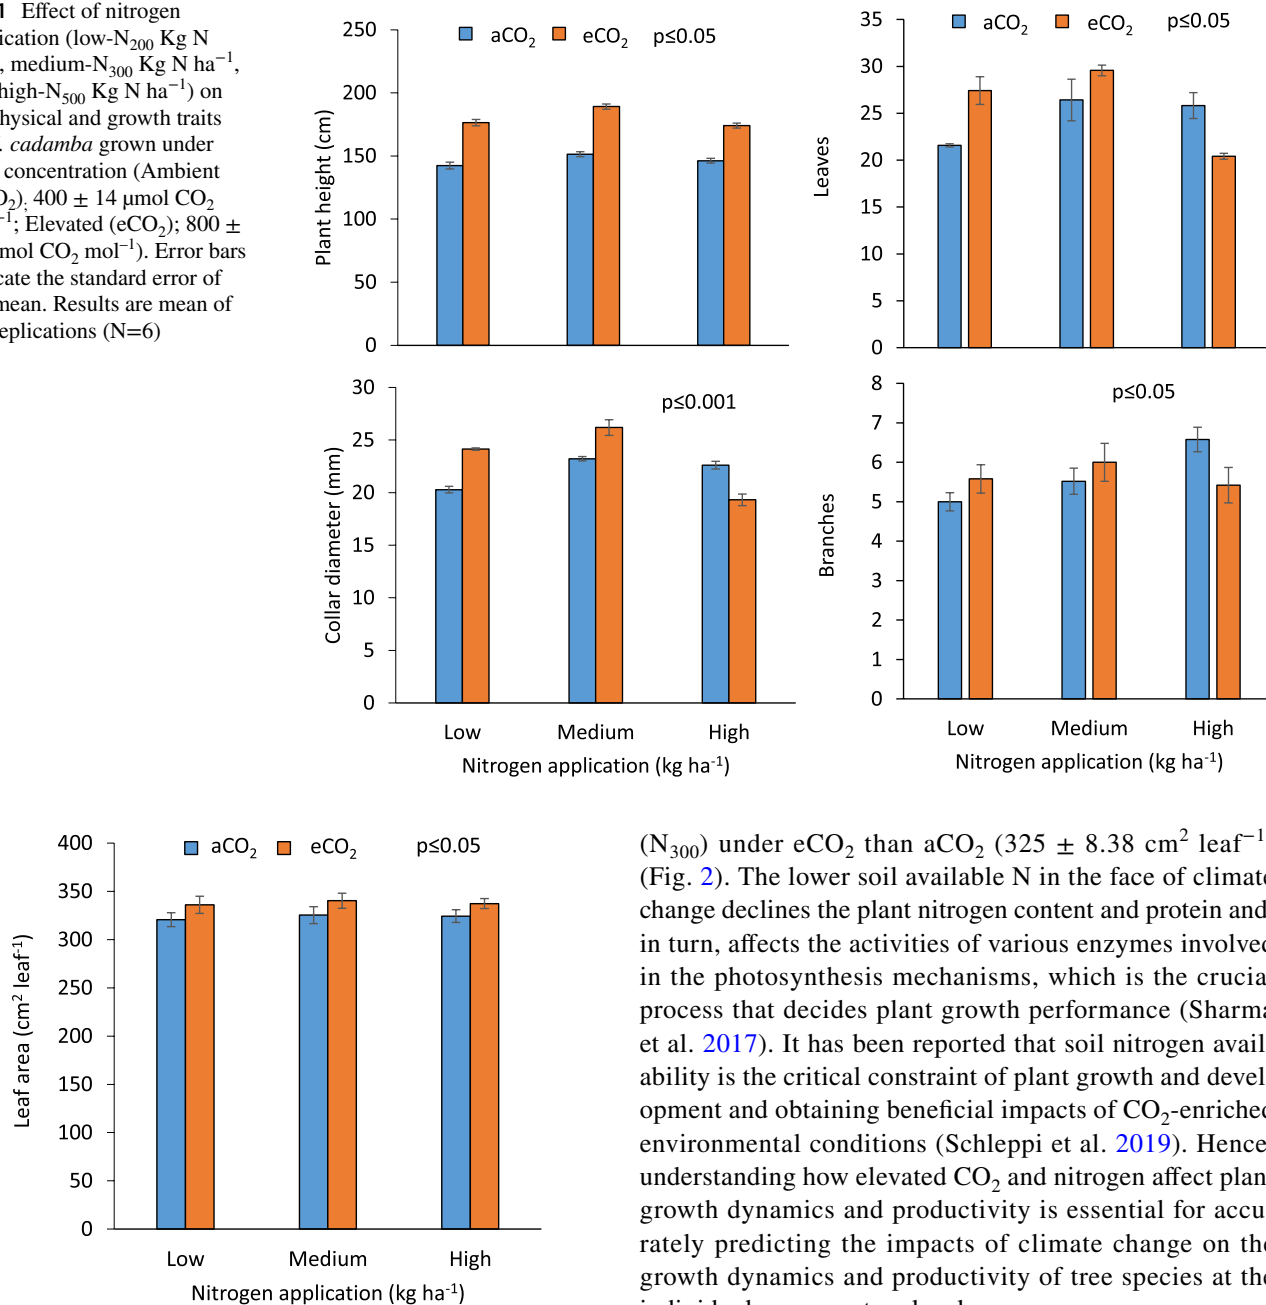 1 Effect of nitrogen
ication (low-N200 Kg N
, medium-N300 Kg N ha−1,
high-N500 Kg N ha−1) on
hysical and growth traits
. cadamba grown under
concentration (Ambient
O2); 400 ± 14 µmol CO2
−1; Elevated (eCO2); 800 ±
mol CO2 mol−1). Error bars
cate the standard error of
mean. Results are mean of
eplications (N=6)
aCO2 eCO2 p≤0.05
Plant height (cm)
250
200
150
100
50
0
aCO2 eCO2 p≤0.05
Leaves
35
30
25
20
15
10
5
0
p≤0.001
Collar diameter (mm)
30
25
20
15
10
5
0
Low Medium High
Nitrogen application (kg ha-1)
p≤0.05
Branches
8
7
6
5
4
3
2
1
0
Low Medium High
Nitrogen application (kg ha-1)
aCO2 eCO2 p≤0.05
Leaf area (cm2 leaf-1)
400
350
300
250
200
150
100
50
0
Low Medium High
Nitrogen application (kg ha-1)
(N300) under eCO2 than aCO2 (325 ± 8.38 cm2 leaf−1
(Fig. 2). The lower soil available N in the face of climate
change declines the plant nitrogen content and protein and
in turn, affects the activities of various enzymes involved
in the photosynthesis mechanisms, which is the crucia
process that decides plant growth performance (Sharma
et al. 2017). It has been reported that soil nitrogen avail
ability is the critical constraint of plant growth and devel
opment and obtaining beneficial impacts of CO2-enriched
environmental conditions (Schleppi et al. 2019). Hence
understanding how elevated CO2 and nitrogen affect plan
growth dynamics and productivity is essential for accu
rately predicting the impacts of climate change on the
growth dynamics and productivity of tree species at the